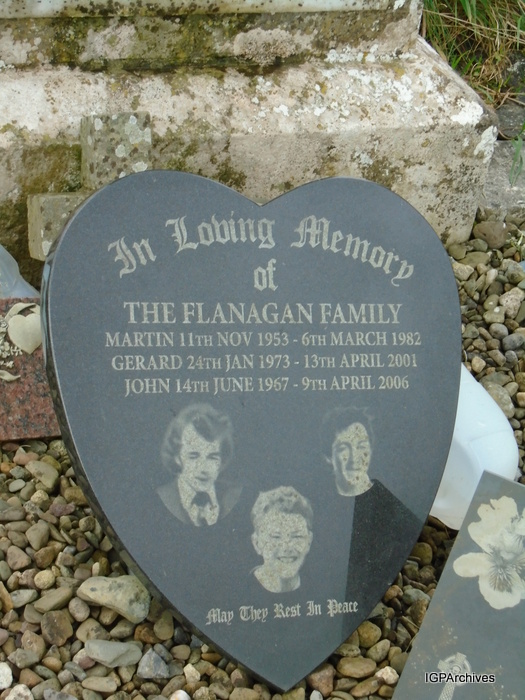 In Loving Memory
of
THE FLANAGAN FAMILY
MARTIN 11TH NOV 1953 - 6TH MARCH 1982
GERARD 24TH JAN 1973 - 13TH APRIL 2001
JOHN 14TH JUNE 1967 - 9TH APRIL 2006
May They Rest In Peace
IGPArchives